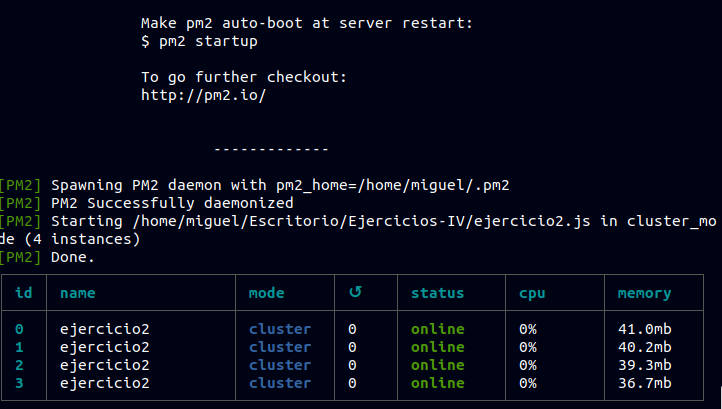 Make pm2 auto-boot at server restart:
$ pm2 startup
To go further checkout:
http://pm2.io/
-------------
[PM2] Spawning PM2 daemon with pm2_home=/home/miguel/.pm2
[PM2] PM2 Successfully daemonized
[PM2] Starting /home/miguel/Escritorio/Ejercicios-IV/ejercicio2.js in cluster_mo
de (4 instances)
[PM2] Done.
id name mode ↺ status cpu memory
0 ejercicio2 cluster 0 online 0% 41.0mb
1 ejercicio2 cluster 0 online 0% 40.2mb
2 ejercicio2 cluster 0 online 0% 39.3mb
3 ejercicio2 cluster 0 online 0% 36.7mb